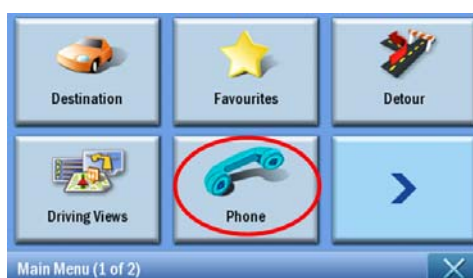 Destination Favourites Detour
Driving Views Phone
Main Menu (1 of 2)